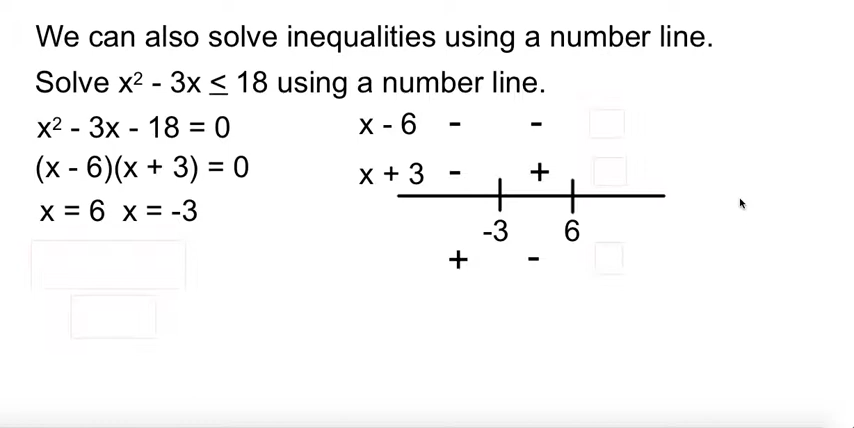 We can also solve inequalities using a number line.
Solve x² - 3x ≤ 18 using a number line.
x² - 3x - 18 = 0
(x - 6)(x + 3) = 0
x = 6 x = -3
x - 6 - -
x + 3 - +
-3 6
+ -